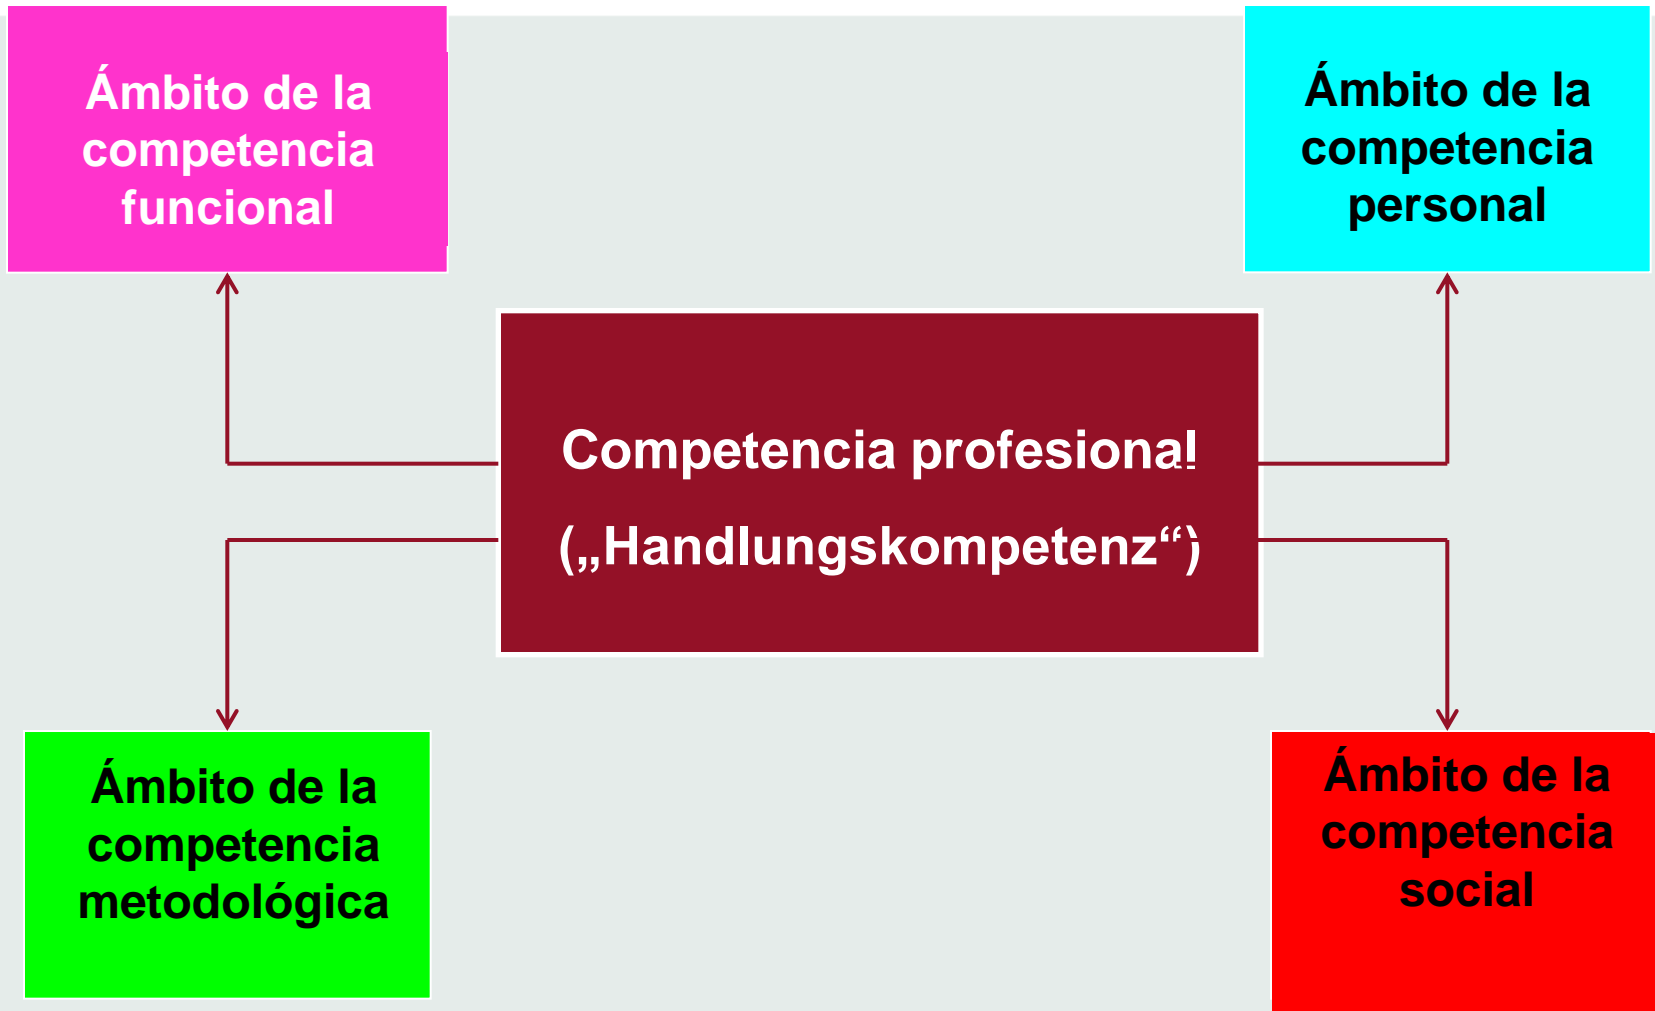 Ámbito de la
competencia
funcional
Ámbito de la
competencia
personal
Competencia profesional
(„Handlungskompetenz“)
Ámbito de la
competencia
metodológica
Ámbito de la
competencia
social